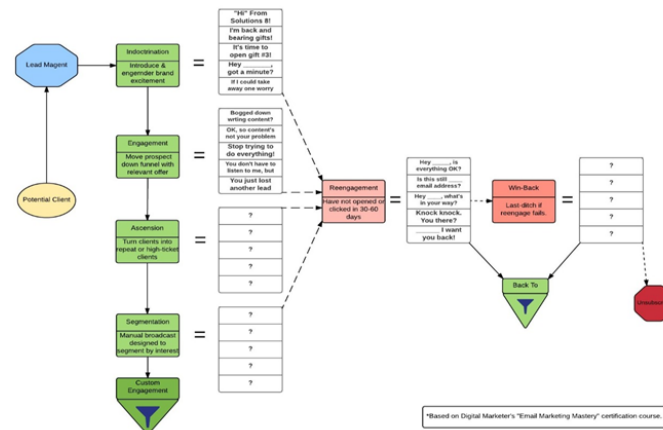 Lead Magent
Potential Client
Indoctrination
Introduce &
engernder brand
excitement
=
"Hi" From
Solutions 8!
I'm back and
bearing gifts!
It's time to
open gift #3!
Hey _____,
got a minute?
If I could take
away one worry
Engagement
Move prospect
down funnel with
relevant offer
=
Bogged down
wrting content?
OK, so content's
not your problem
Stop trying to
do everything!
You don't have to
listen to me, but
You just lost
another lead
Ascension
Turn clients into
repeat or high-ticket
clients
=
?
?
?
?
?
Segmentation
Manual broadcast
designed to
segment by interest
=
?
?
?
?
?
Custom
Engagement
Reengagement
Have not opened or
clicked in 30-60
days
=
Hey ____, is
everything OK?
Is this still ____
email address?
Hey ____, what's
in your way?
Knock knock.
You there?
_____ I want
you back!
Win-Back
Last-ditch if
reengage fails.
=
?
?
?
?
?
Back To
*Based on Digital Marketer's "Email Marketing Mastery" certification course.